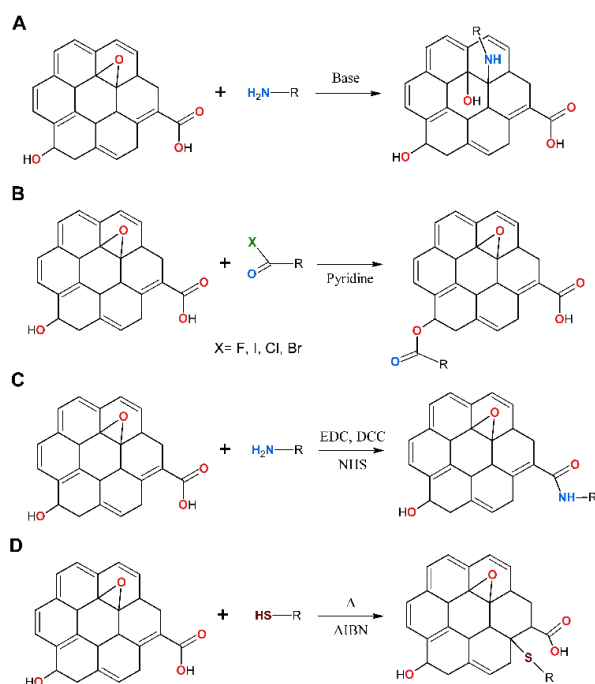 A
O
O
OH
HO
+
H₂N—R
Base
R
NH
OH
O
OH
HO
B
O
O
OH
HO
+
X
O
R
X= F, I, Cl, Br
Pyridine
O
O
OH
O
O
R
C
O
O
OH
HO
+
H₂N—R
EDC, DCC
NHS
O
O
NH—R
HO
D
O
O
OH
HO
+
HS—R
A
AIBN
O
O
OH
S
R
HO